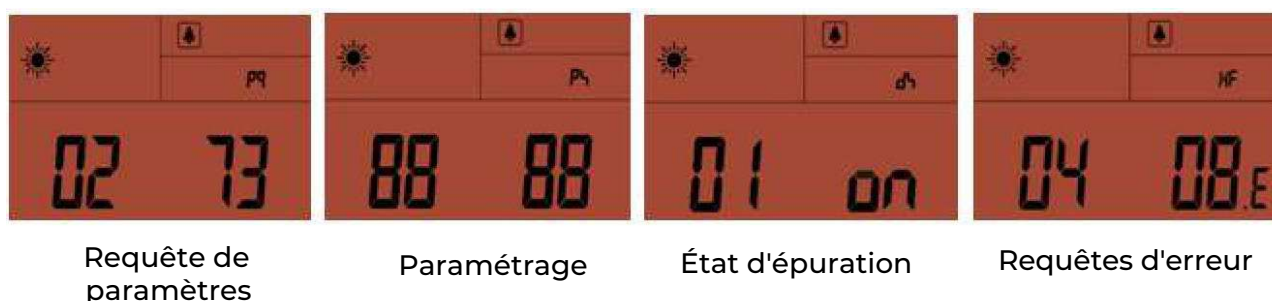 Pq
02 73
Requête de
paramètres
Ph
88 88
Paramétrage
dh
01 on
État d'épuration
HF
04 08.E
Requêtes d'erreur